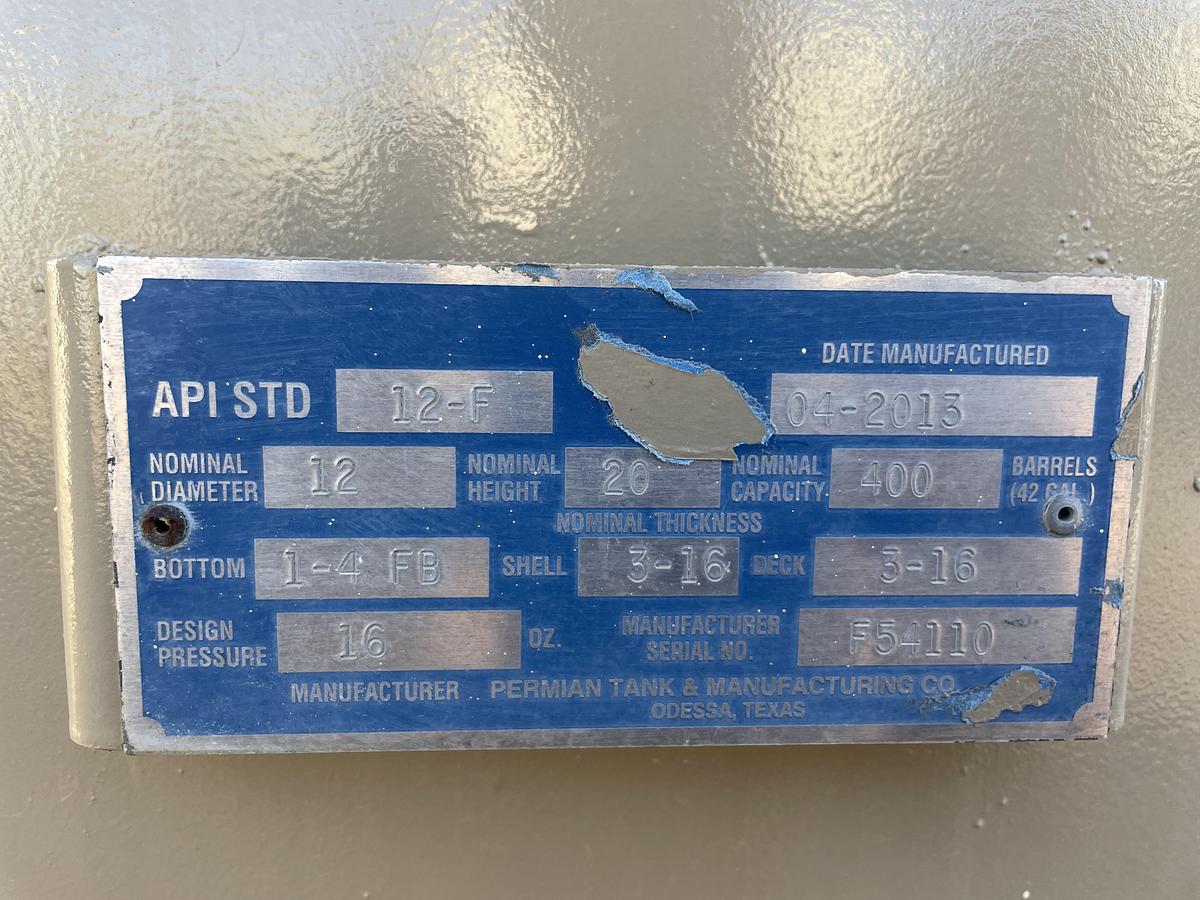 DATE MANUFACTURED
API STD 12-F 04-2013
NOMINAL DIAMETER 12 NOMINAL HEIGHT 20 NOMINAL CAPACITY 400 BARRELS (42 GAL.)
NOMINAL THICKNESS
BOTTOM 1-4 FB SHELL 3-16 DECK 3-16
DESIGN PRESSURE 16 OZ. MANUFACTURER SERIAL NO. F54110
MANUFACTURER PERMIAN TANK & MANUFACTURING CO
ODESSA, TEXAS